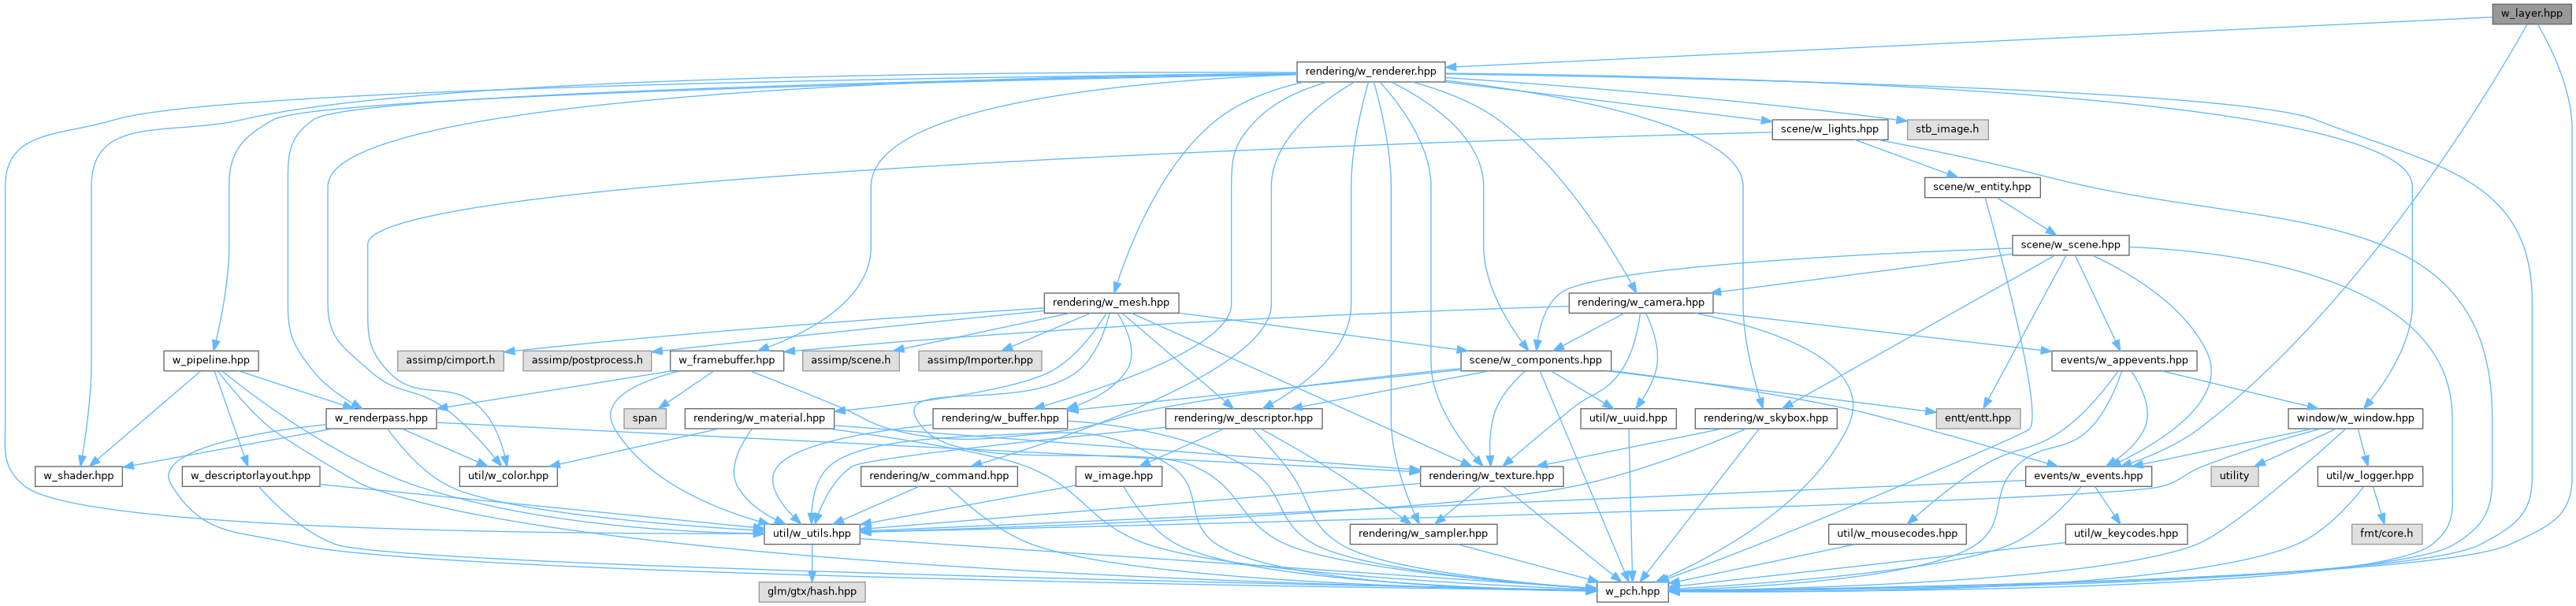 w_layer.hpp
rendering/w_renderer.hpp
scene/w_lights.hpp
stb_image.h
scene/w_entity.hpp
scene/w_scene.hpp
rendering/w_mesh.hpp
rendering/w_camera.hpp
w_pipeline.hpp
assimp/cimport.h
assimp/postprocess.h
w_framebuffer.hpp
assimp/scene.h
assimp/Importer.hpp
scene/w_components.hpp
events/w_appevents.hpp
w_renderpass.hpp
span
rendering/w_material.hpp
rendering/w_buffer.hpp
rendering/w_descriptor.hpp
util/w_uuid.hpp
rendering/w_skybox.hpp
entt/entt.hpp
window/w_window.hpp
w_shader.hpp
w_descriptorlayout.hpp
util/w_color.hpp
rendering/w_command.hpp
w_image.hpp
rendering/w_texture.hpp
events/w_events.hpp
utility
util/w_logger.hpp
util/w_utils.hpp
rendering/w_sampler.hpp
util/w_mousecodes.hpp
util/w_keycodes.hpp
fmt/core.h
glm/gtx/hash.hpp
w_pch.hpp